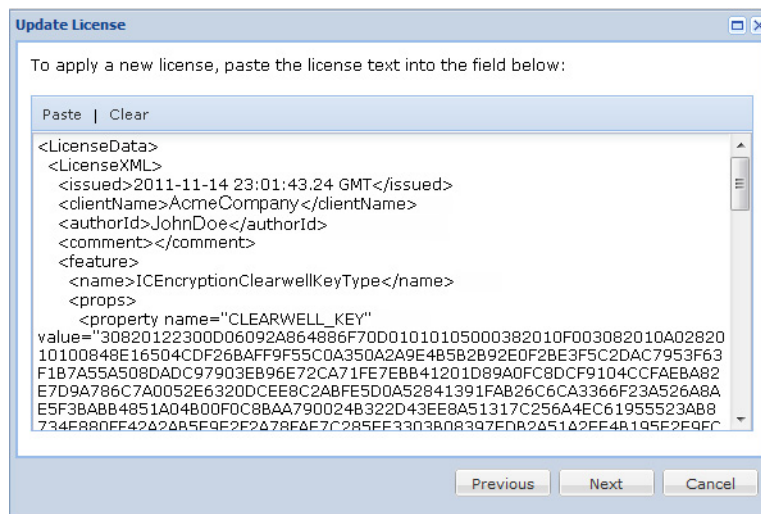 Update License
To apply a new license, paste the license text into the field below:
Paste | Clear
<LicenseData>
<LicenseXML>
<issued>2011-11-14 23:01:43.24 GMT</issued>
<clientName>AcmeCompany</clientName>
<authorId>JohnDoe</authorId>
<comment></comment>
<feature>
<name>ICEncryptionClearwellKeyType</name>
<props>
<property name="CLEARWELL_KEY"
value="30820122300D06092A864886F70D01010105000382010F003082010A02820
10100848E16504CDF26BAFF9F55C0A350A2A9E4B5B2B92E0F2BE3F5C2DAC7953F63
F1B7A55A508DADC97903EB96E72CA71FE7EBB41201D89A0FC8DCF9104CCFAEBA82
E7D9A786C7A0052E6320DCEE8C2ABFE5D0A52841391FAB26C6CA3366F23A526A8A
E5F3BABB4851A04B00F0C8BAA790024B322D43EE8A51317C256A4EC61955523AB8
Previous
Next
Cancel